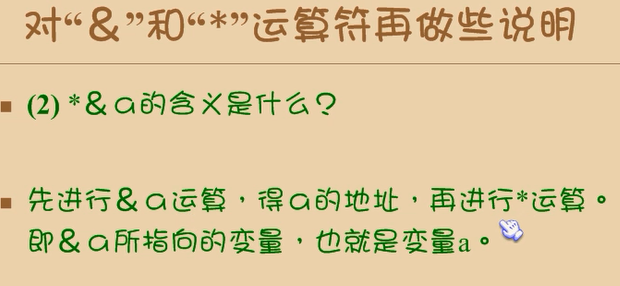 对“&”和“*”运算符再做些说明
(2) *&a的含义是什么?
先进行&a运算，得a的地址，再进行*运算。
即&a所指向的变量，也就是变量a。